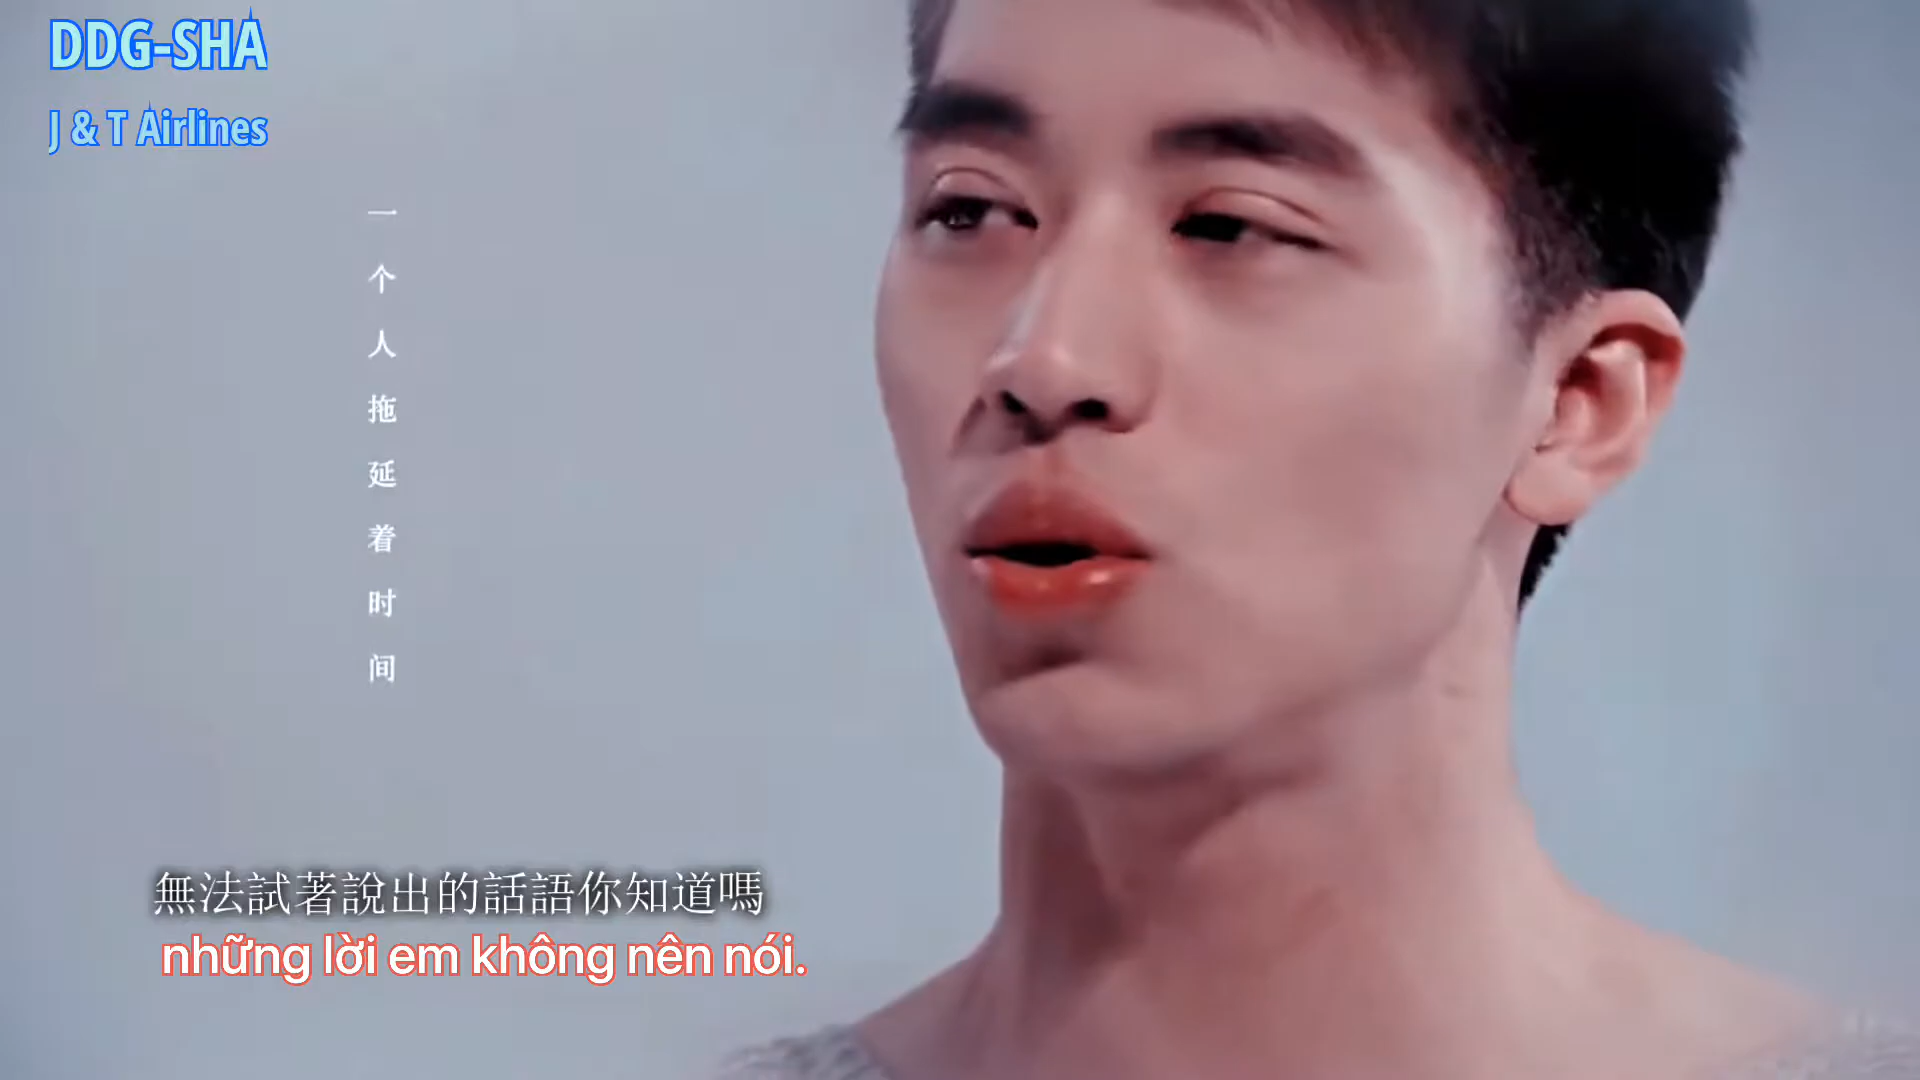 DDG-SHA
J & T Airlines
一个人拖延着时间
無法試著說出的話語你知道嗎
những lời em không nên nói.